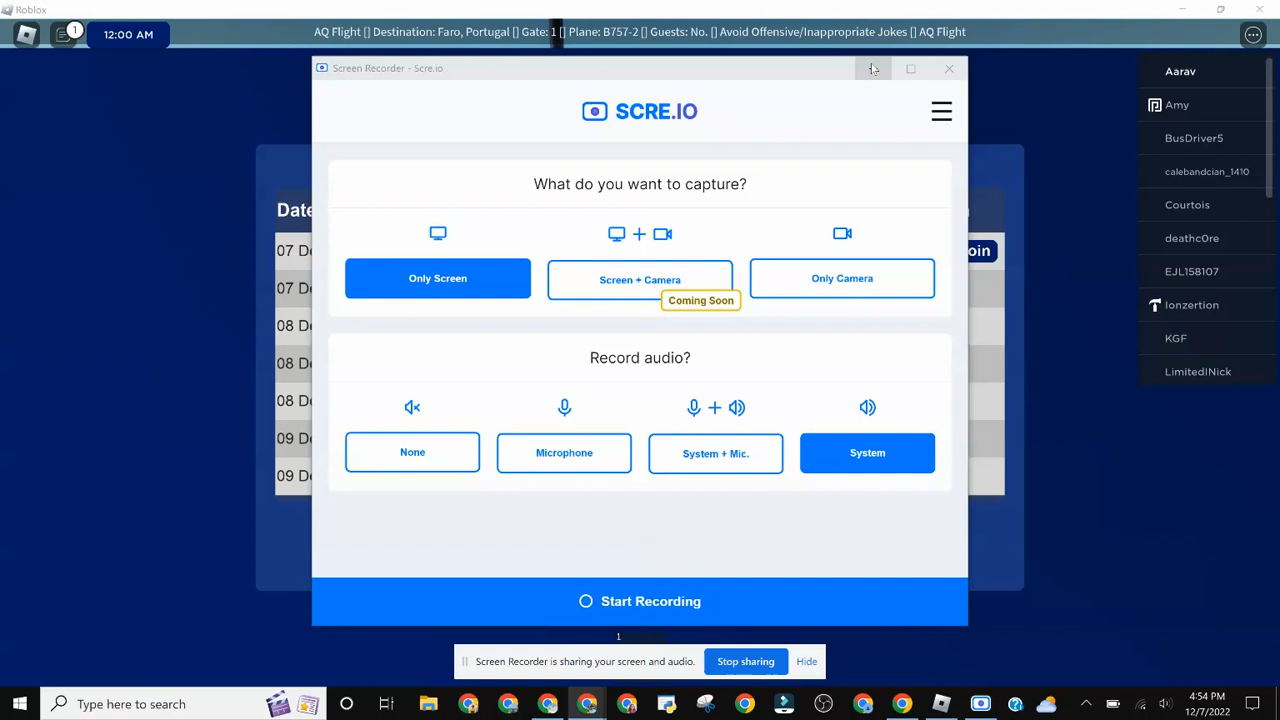 Roblox
1
12:00 AM
AQ Flight [] Destination: Faro, Portugal [] Gate: 1 [] Plane: B757-2 [] Guests: No. [] Avoid Offensive/Inappropriate Jokes [] AQ Flight
Screen Recorder - Scre.io
SCRE.IO
What do you want to capture?
Only Screen
Screen + Camera
Only Camera
Coming Soon
Record audio?
None
Microphone
System + Mic.
System
Start Recording
Date
07 De
07 De
08 De
08 De
08 De
09 De
09 De
oin
Aarav
Amy
BusDriver5
calebandcian_1410
Courtois
deathc0re
EJL158107
Ionzertion
KGF
LimitedINick
1
Screen Recorder is sharing your screen and audio.
Stop sharing
Hide
Type here to search
4:54 PM
12/7/2022